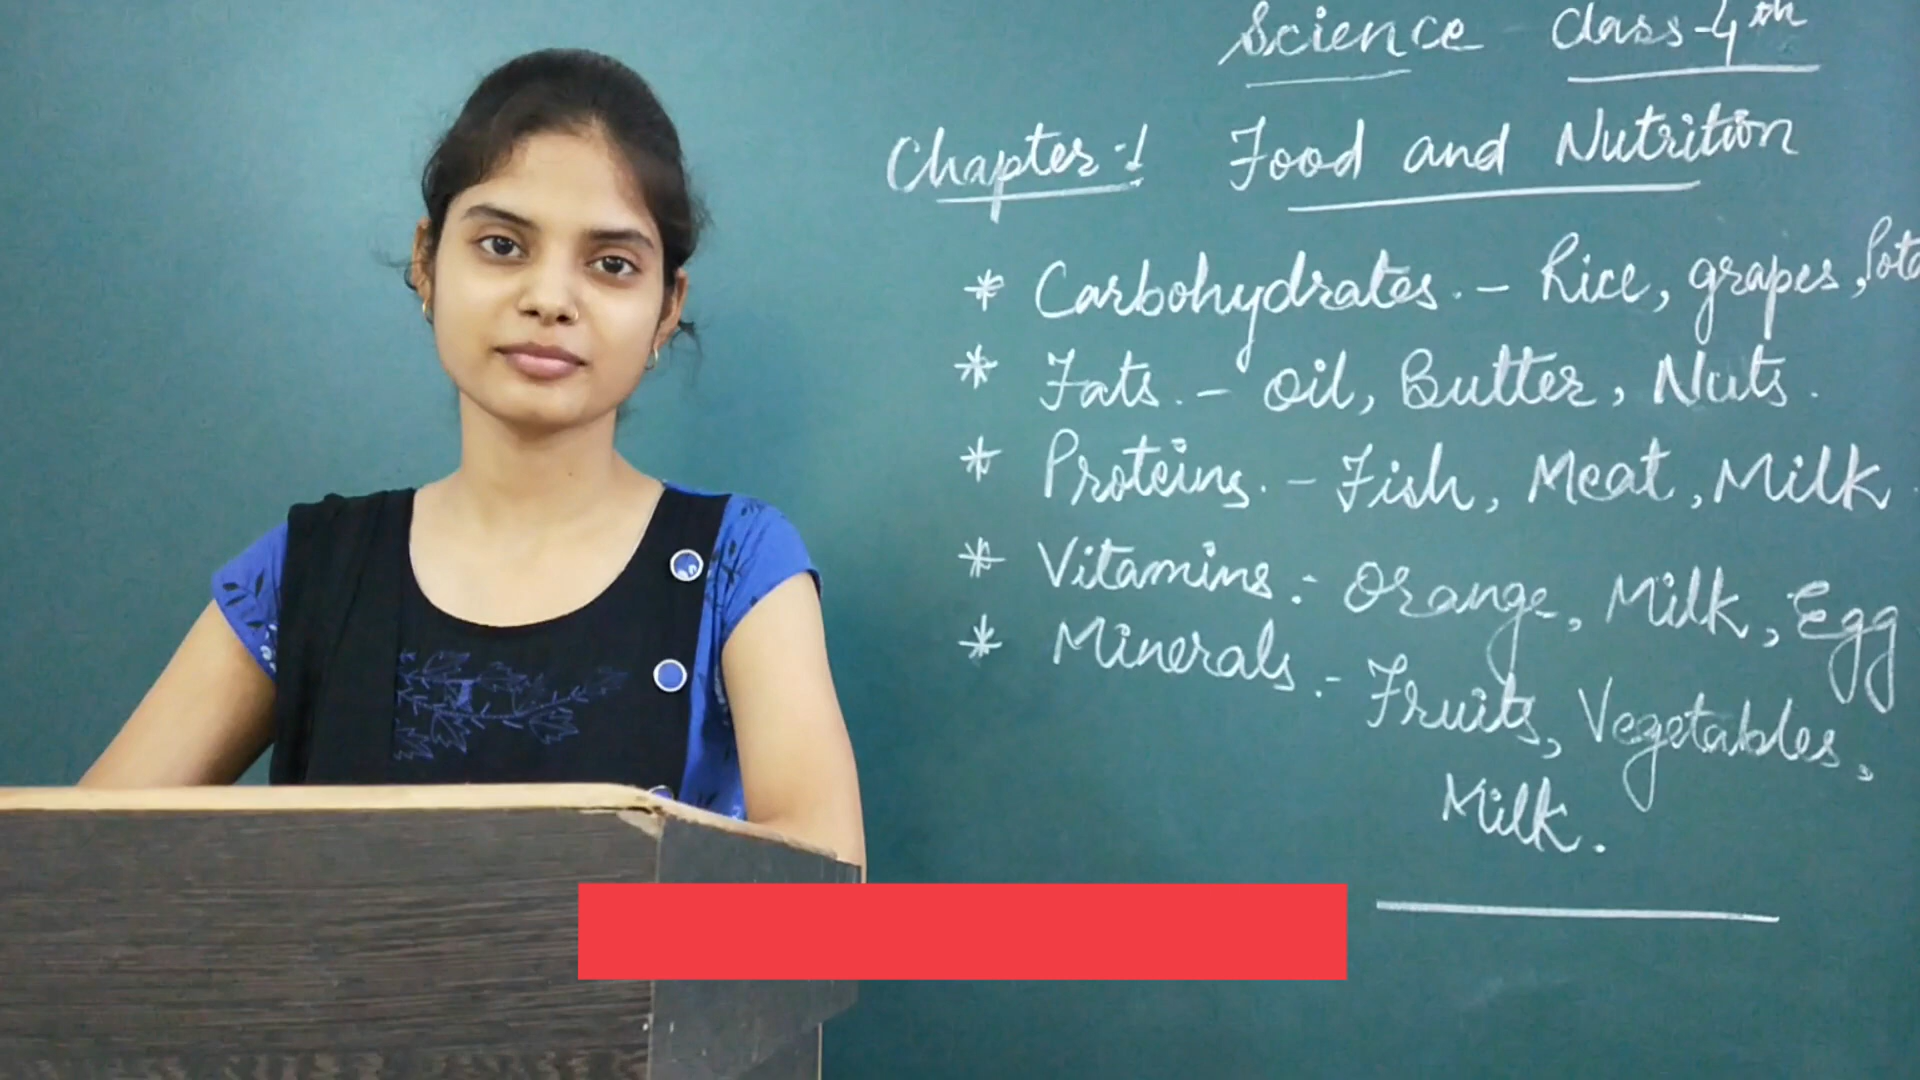 Science Class-4th
Chapter-1 Food and Nutrition
* Carbohydrates.- Rice, grapes,
* Fats.- oil, Butter, Nuts.
* Proteins.- Fish, Meat, Milk.
* Vitamins:- Orange, Milk, Egg
* Minerals.- Fruits, Vegetables,
Milk.